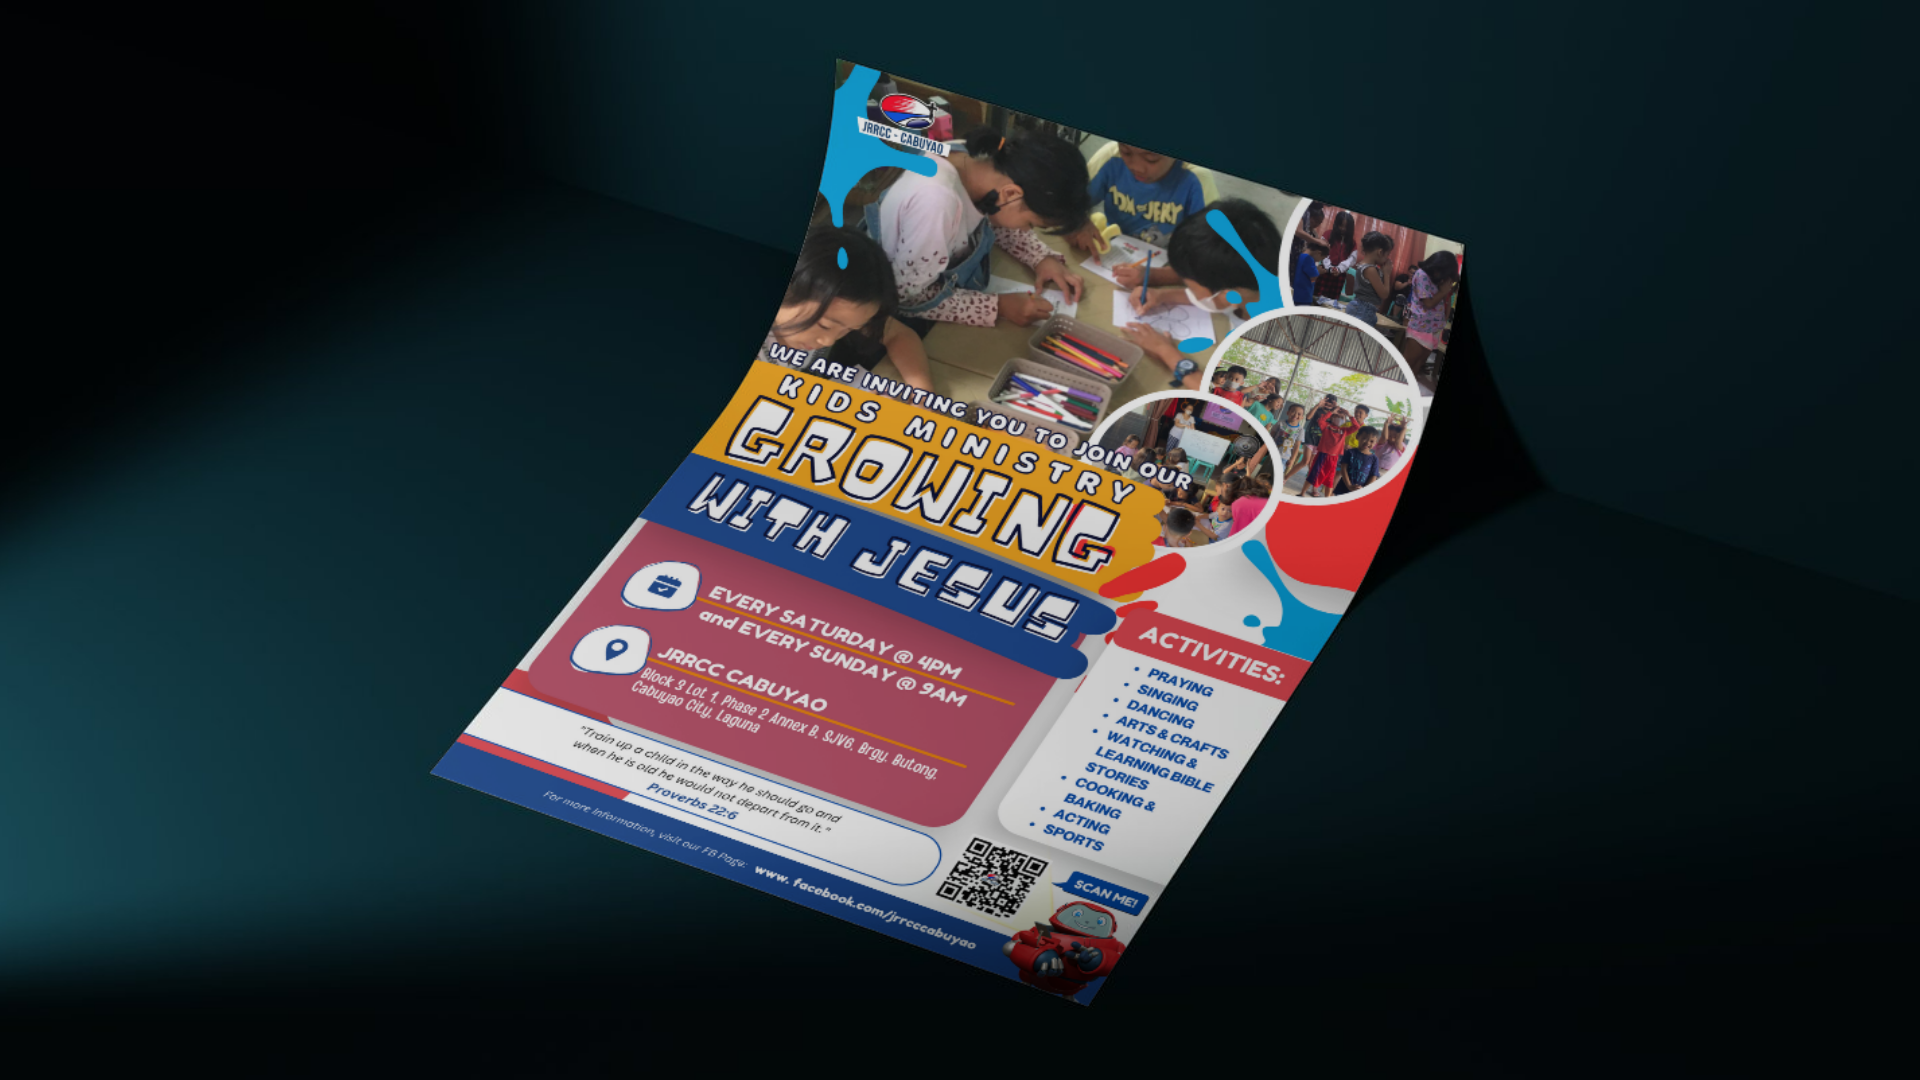 JRRCC - CABUYAO
TOM and JERRY
WE ARE INVITING YOU TO JOIN OUR
KIDS MINISTRY
GROWING
WITH JESUS
EVERY SATURDAY @ 4PM
and EVERY SUNDAY @ 9AM
JRRCC CABUYAO
Block 3 Lot 1, Phase 2 Annex B, SJV6, Brgy. Butong,
Cabuyao City, Laguna
"Train up a child in the way he should go and
when he is old he would not depart from it."
Proverbs 22:6
ACTIVITIES:
• PRAYING
• SINGING
• DANCING
• ARTS & CRAFTS
• WATCHING &
LEARNING BIBLE
STORIES
• COOKING &
BAKING
• ACTING
• SPORTS
SCAN ME!
For more information, visit our FB Page: www. facebook.com/jrrcccabuyao